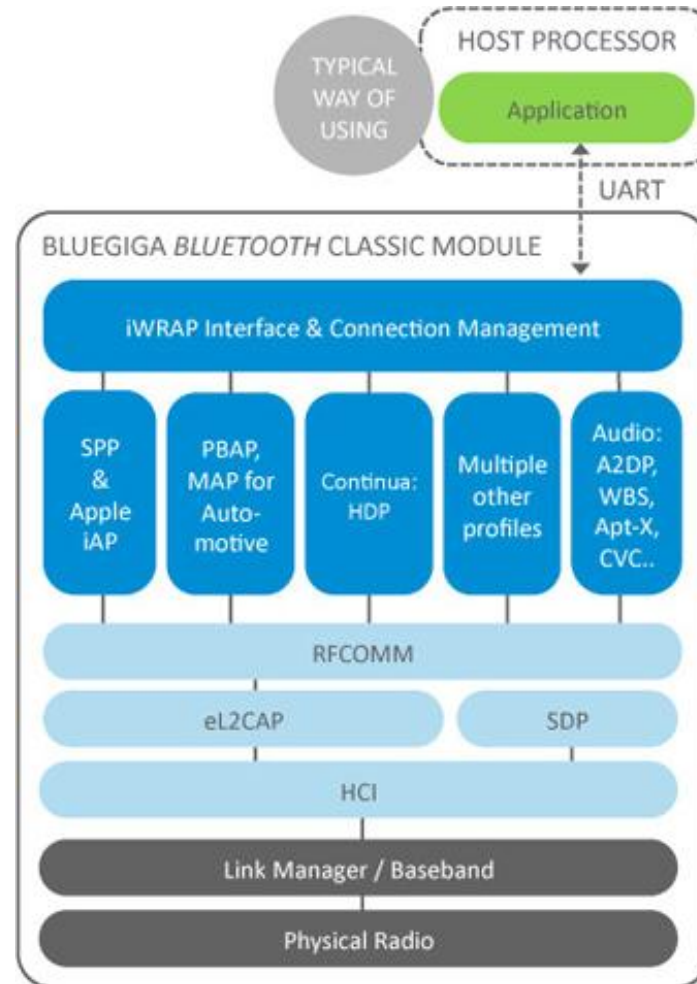 TYPICAL
WAY OF
USING
HOST PROCESSOR
Application
UART
BLUEGIGA BLUETOOTH CLASSIC MODULE
iWRAP Interface & Connection Management
SPP
&
Apple
iAP
PBAP,
MAP for
Auto-
motive
Continua:
HDP
Multiple
other
profiles
Audio:
A2DP,
WBS,
Apt-X,
CVC..
RFCOMM
eL2CAP
SDP
HCI
Link Manager / Baseband
Physical Radio